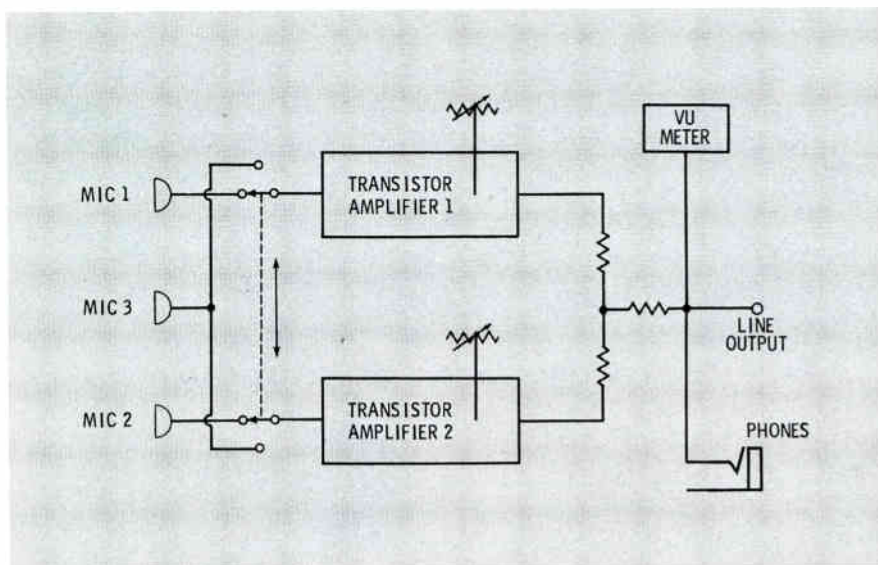 VU
METER
MIC 1
TRANSISTOR
AMPLIFIER 1
MIC 3
LINE
OUTPUT
MIC 2
TRANSISTOR
AMPLIFIER 2
PHONES